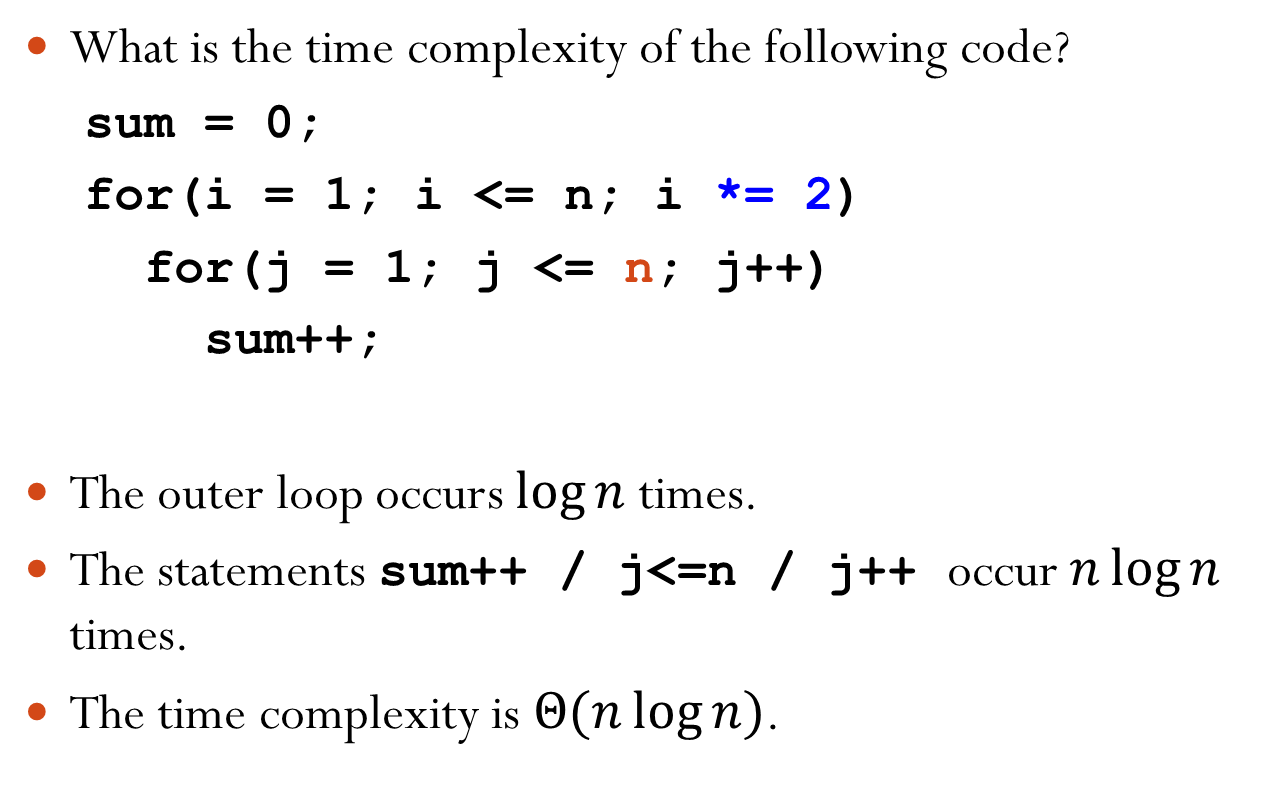 • What is the time complexity of the following code?
sum = 0;
for(i = 1; i <= n; i *= 2)
for(j = 1; j <= n; j++)
sum++;
• The outer loop occurs log n times.
• The statements sum++ / j<=n / j++ occur n log n
times.
• The time complexity is Θ(n log n).